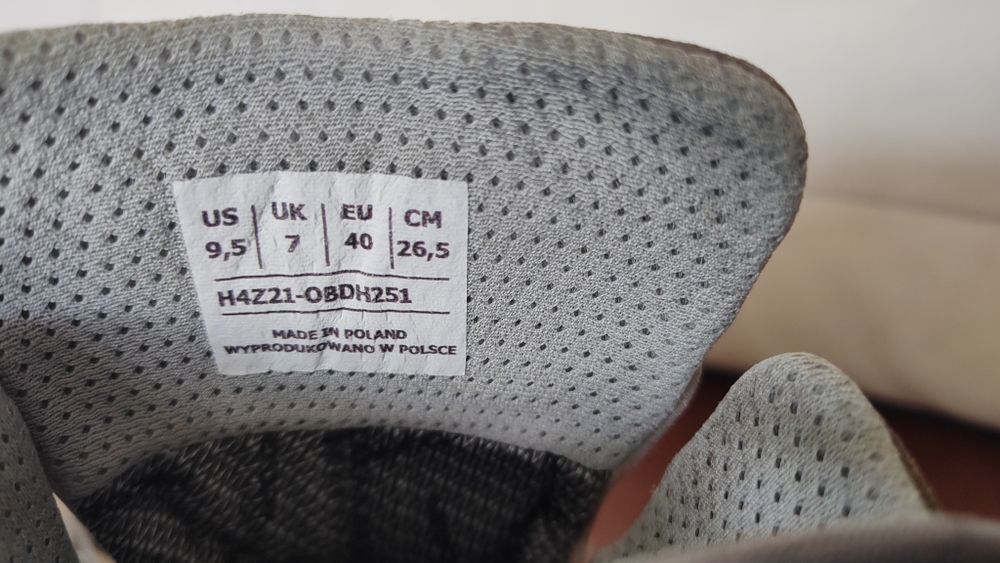 US | UK | EU | CM
9,5 | 7 | 40 | 26,5
H4Z21-OBDH251
MADE IN POLAND
WYPRODUKOWANO W POLSCE